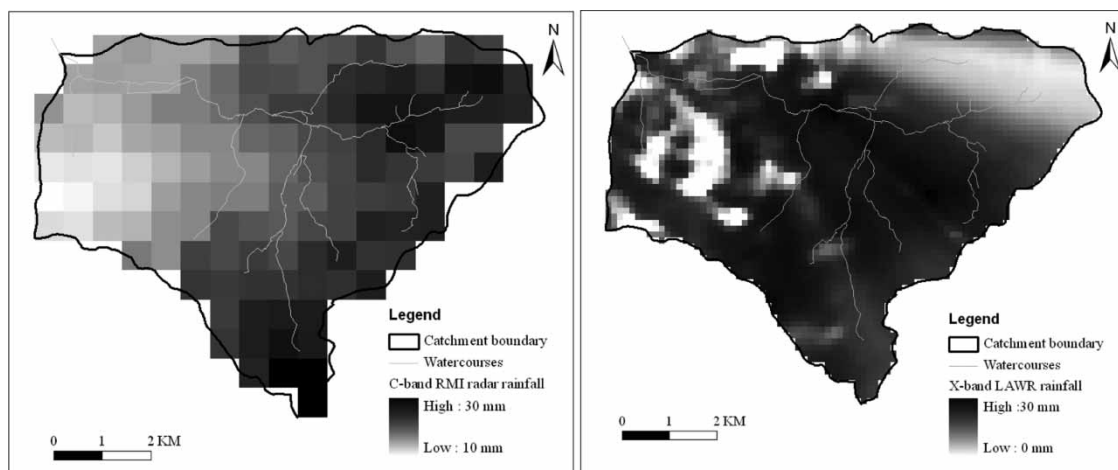 N
Legend
Catchment boundary
Watercourses
C-band RMI radar rainfall
High : 30 mm
Low : 10 mm
0 1 2 KM
N
Legend
Catchment boundary
Watercourses
X-band LAWR rainfall
High :30 mm
Low : 0 mm
0 1 2 KM